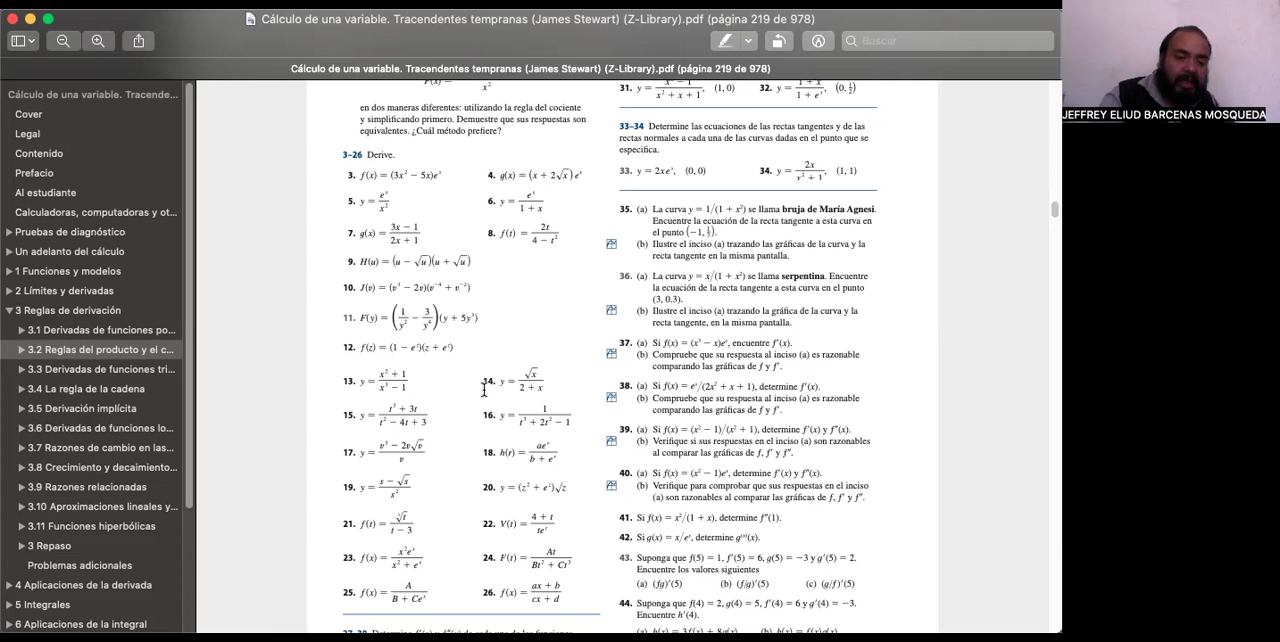 Cálculo de una variable. Tracendentes tempranas (James Stewart) (Z-Library).pdf (página 219 de 978)
Buscar
Cálculo de una variable. Tracendentes tempranas (James Stewart) (Z-Library).pdf (página 219 de 978)
JEFFREY ELIUD BARCENAS MOSQUEDA
Cálculo de una variable. Tracende...
Cover
Legal
Contenido
Prefacio
Al estudiante
Calculadoras, computadoras y ot...
Pruebas de diagnóstico
Un adelanto del cálculo
1 Funciones y modelos
2 Límites y derivadas
3 Reglas de derivación
3.1 Derivadas de funciones po...
3.2 Reglas del producto y el c...
3.3 Derivadas de funciones tri...
3.4 La regla de la cadena
3.5 Derivación implícita
3.6 Derivadas de funciones lo...
3.7 Razones de cambio en las...
3.8 Crecimiento y decaimiento...
3.9 Razones relacionadas
3.10 Aproximaciones lineales y...
3.11 Funciones hiperbólicas
3 Repaso
Problemas adicionales
4 Aplicaciones de la derivada
5 Integrales
6 Aplicaciones de la integral
en dos maneras diferentes: utilizando la regla del cociente
y simplificando primero. Demuestre que sus respuestas son
equivalentes. ¿Cuál método prefiere?
3–26 Derive.
3. f(x) = (3x² − 5x)eˣ
4. g(x) = (x + 2√x)eˣ
5. y = eˣ/x²
6. y = eˣ/(1 + x)
7. g(x) = (3x − 1)/(2x + 1)
8. f(t) = 2t/(4 − t²)
9. H(u) = (u − √u)(u + √u)
10. J(v) = (v³ − 2v)(v⁻⁴ + v⁻²)
11. F(y) = (1/y² − 3/y⁴)(y + 5y³)
12. f(z) = (1 − eᶻ)(z + eᶻ)
13. y = (x² + 1)/(x³ − 1)
14. y = √x/(2 + x)
15. y = (t³ + 3t)/(t² − 4t + 3)
16. y = 1/(t³ + 2t² − 1)
17. y = (v³ − 2v√v)/v
18. h(r) = aeʳ/(b + eʳ)
19. y = (s − √s)/s²
20. y = (z² + eᶻ)√z
21. f(t) = ∛t/(t − 3)
22. V(t) = (4 + t)/(teᵗ)
23. f(x) = x²eˣ/(x² + eˣ)
24. F(t) = At/(Bt² + Ct³)
25. f(x) = A/(B + Ceˣ)
26. f(x) = (ax + b)/(cx + d)
31. y = (x² − 1)/(x² + x + 1), (1, 0)
32. y = (1 + x)/(1 + eˣ), (0, ½)
33–34 Determine las ecuaciones de las rectas tangentes y de las
rectas normales a cada una de las curvas dadas en el punto que se
especifica.
33. y = 2xeˣ, (0, 0)
34. y = 2x/(x² + 1), (1, 1)
35. (a) La curva y = 1/(1 + x²) se llama bruja de María Agnesi.
Encuentre la ecuación de la recta tangente a esta curva en
el punto (−1, ½).
(b) Ilustre el inciso (a) trazando las gráficas de la curva y la
recta tangente en la misma pantalla.
36. (a) La curva y = x/(1 + x²) se llama serpentina. Encuentre
la ecuación de la recta tangente a esta curva en el punto
(3, 0.3).
(b) Ilustre el inciso (a) trazando la gráfica de la curva y la
recta tangente, en la misma pantalla.
37. (a) Si f(x) = (x³ − x)eˣ, encuentre f′(x).
(b) Compruebe que su respuesta al inciso (a) es razonable
comparando las gráficas de f y f′.
38. (a) Si f(x) = eˣ/(2x² + x + 1), determine f′(x).
(b) Compruebe que su respuesta al inciso (a) es razonable
comparando las gráficas de f y f′.
39. (a) Si f(x) = (x² − 1)/(x² + 1), determine f′(x) y f″(x).
(b) Verifique si sus respuestas en el inciso (a) son razonables
al comparar las gráficas de f, f′ y f″.
40. (a) Si f(x) = (x² − 1)eˣ, determine f′(x) y f″(x).
(b) Verifique para comprobar que sus respuestas en el inciso
(a) son razonables al comparar las gráficas de f, f′ y f″.
41. Si f(x) = x²/(1 + x), determine f″(1).
42. Si g(x) = x/eˣ, determine g⁽ⁿ⁾(x).
43. Suponga que f(5) = 1, f′(5) = 6, g(5) = −3 y g′(5) = 2.
Encuentre los valores siguientes
(a) (fg)′(5) (b) (f/g)′(5) (c) (g/f)′(5)
44. Suponga que f(4) = 2, g(4) = 5, f′(4) = 6 y g′(4) = −3.
Encuentre h′(4).